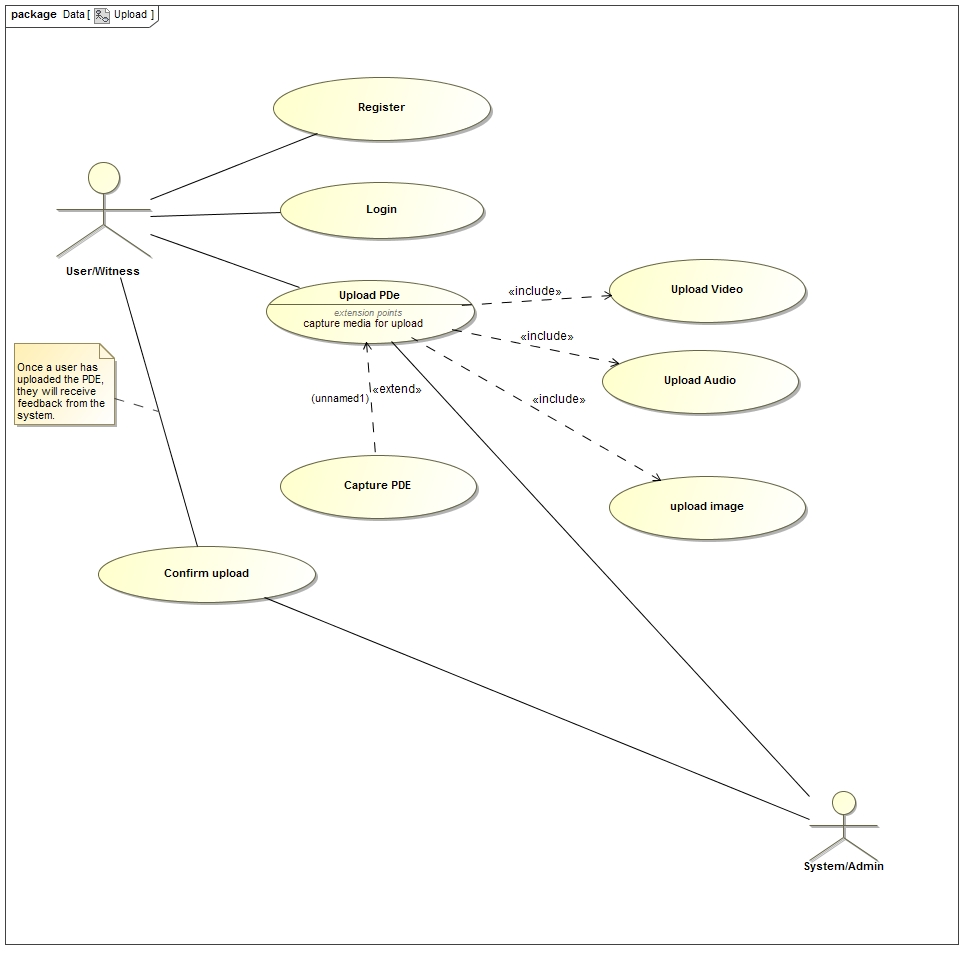 package Data [ Upload ]
Register
Login
User/Witness
Upload PDe
extension points
capture media for upload
«include»
Upload Video
«include»
Upload Audio
«include»
upload image
Once a user has
uploaded the PDE,
they will receive
feedback from the
system.
(unnamed1)
«extend»
Capture PDE
Confirm upload
System/Admin